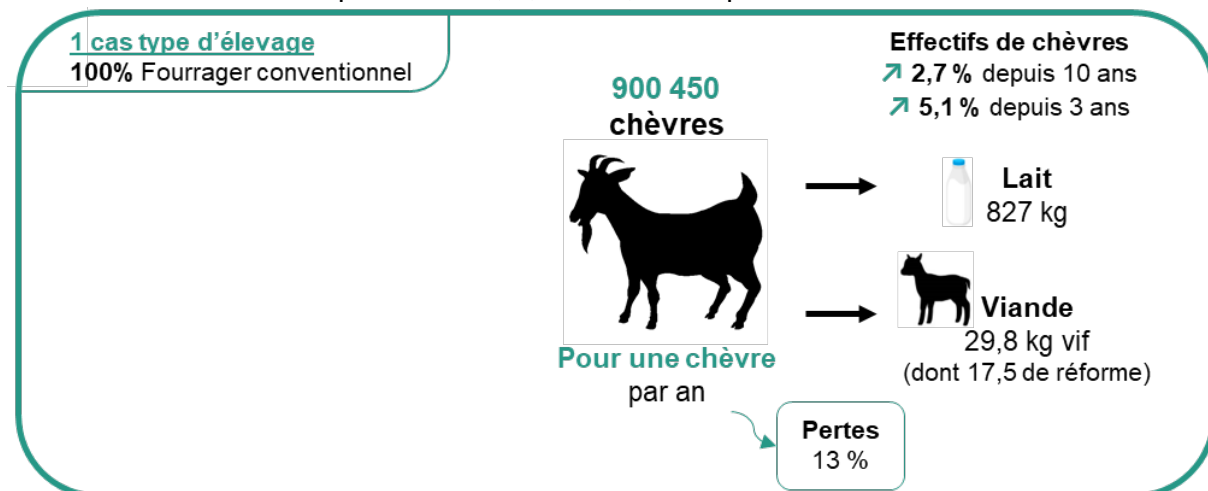 1 cas type d'élevage
100% Fourrager conventionnel
Effectifs de chèvres
↗ 2,7 % depuis 10 ans
↗ 5,1 % depuis 3 ans
900 450
chèvres
Lait
827 kg
Viande
29,8 kg vif
(dont 17,5 de réforme)
Pour une chèvre
par an
Pertes
13 %